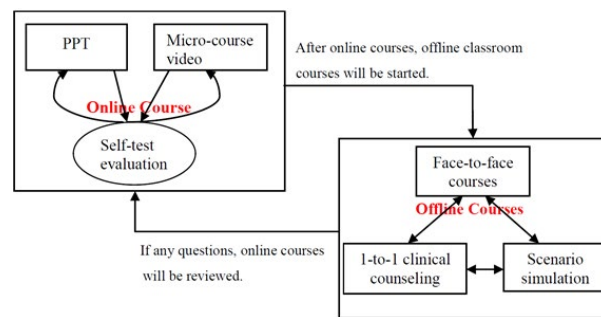 PPT
Micro-course
video
Online Course
Self-test
evaluation
After online courses, offline classroom
courses will be started.
Face-to-face
courses
Offline Courses
1-to-1 clinical
counseling
Scenario
simulation
If any questions, online courses
will be reviewed.